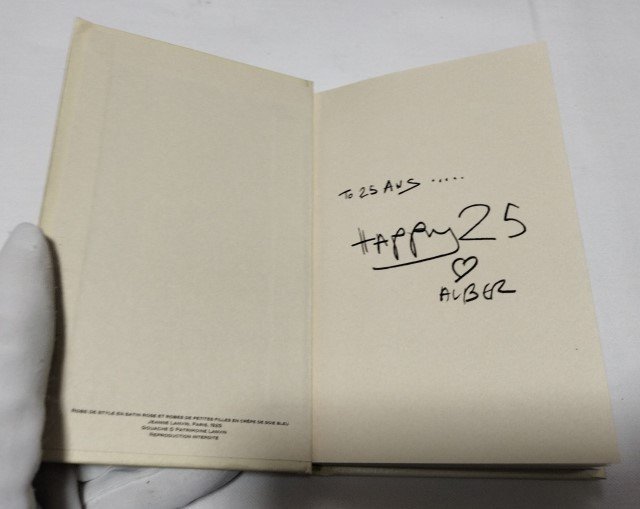 ROBE DE STYLE EN SATIN ROSE ET ROBES DE PETITES FILLES EN CRÊPE DE SOIE BLEU
JEANNE LANVIN, PARIS, 1925
GOUACHE © PATRIMOINE LANVIN
REPRODUCTION INTERDITE
To 25 ANS .....
HAPPY 25
♡
ALBER